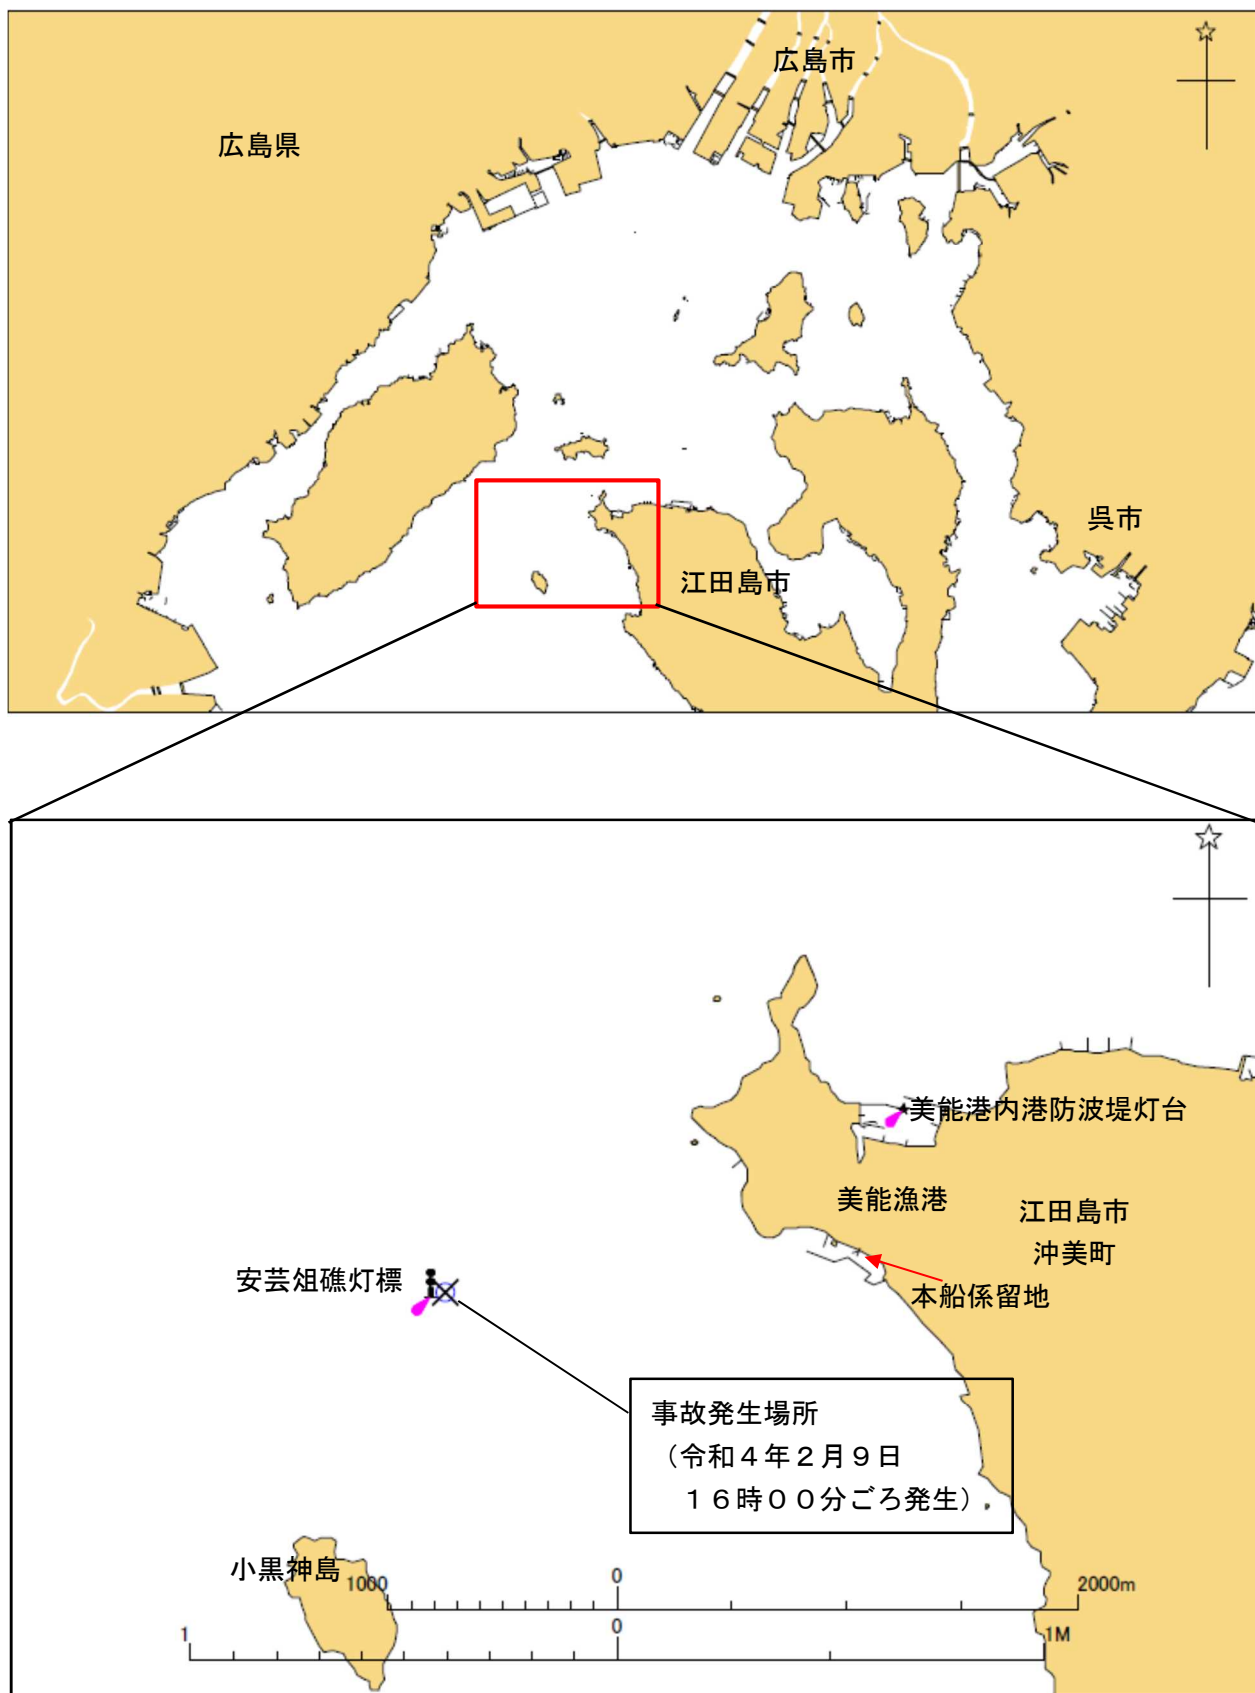 広島市
広島県
呉市
江田島市
美能港内港防波堤灯台
美能漁港
江田島市
沖美町
安芸俎礁灯標
本船係留地
事故発生場所
（令和４年２月９日
１６時００分ごろ発生）
小黒神島
1000 0 2000m
1 0 1M